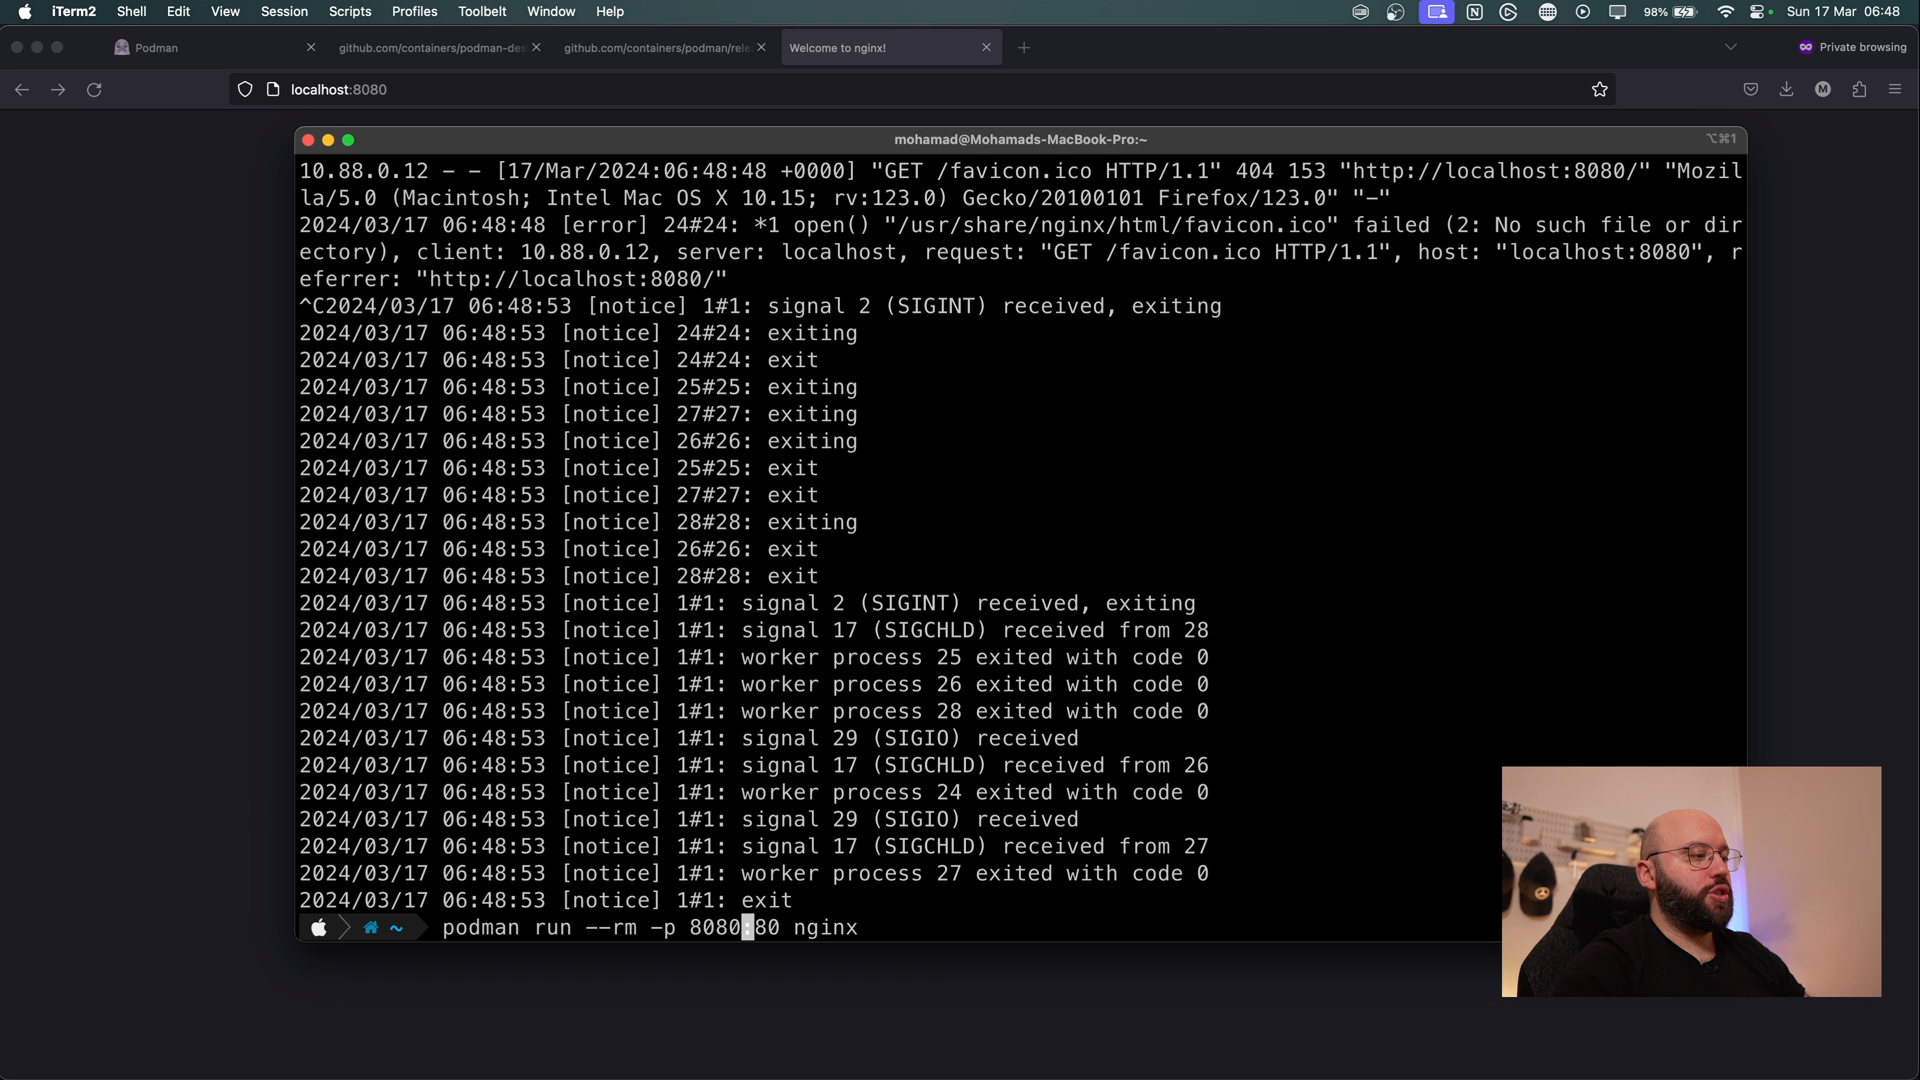 iTerm2 Shell Edit View Session Scripts Profiles Toolbelt Window Help 98% Sun 17 Mar 06:48
Podman github.com/containers/podman-des github.com/containers/podman/rele Welcome to nginx! Private browsing
localhost:8080 M
mohamad@Mohamads-MacBook-Pro:~ ⌥⌘1
10.88.0.12 - - [17/Mar/2024:06:48:48 +0000] "GET /favicon.ico HTTP/1.1" 404 153 "http://localhost:8080/" "Mozil
la/5.0 (Macintosh; Intel Mac OS X 10.15; rv:123.0) Gecko/20100101 Firefox/123.0" "-"
2024/03/17 06:48:48 [error] 24#24: *1 open() "/usr/share/nginx/html/favicon.ico" failed (2: No such file or dir
ectory), client: 10.88.0.12, server: localhost, request: "GET /favicon.ico HTTP/1.1", host: "localhost:8080", r
eferrer: "http://localhost:8080/"
^C2024/03/17 06:48:53 [notice] 1#1: signal 2 (SIGINT) received, exiting
2024/03/17 06:48:53 [notice] 24#24: exiting
2024/03/17 06:48:53 [notice] 24#24: exit
2024/03/17 06:48:53 [notice] 25#25: exiting
2024/03/17 06:48:53 [notice] 27#27: exiting
2024/03/17 06:48:53 [notice] 26#26: exiting
2024/03/17 06:48:53 [notice] 25#25: exit
2024/03/17 06:48:53 [notice] 27#27: exit
2024/03/17 06:48:53 [notice] 28#28: exiting
2024/03/17 06:48:53 [notice] 26#26: exit
2024/03/17 06:48:53 [notice] 28#28: exit
2024/03/17 06:48:53 [notice] 1#1: signal 2 (SIGINT) received, exiting
2024/03/17 06:48:53 [notice] 1#1: signal 17 (SIGCHLD) received from 28
2024/03/17 06:48:53 [notice] 1#1: worker process 25 exited with code 0
2024/03/17 06:48:53 [notice] 1#1: worker process 26 exited with code 0
2024/03/17 06:48:53 [notice] 1#1: worker process 28 exited with code 0
2024/03/17 06:48:53 [notice] 1#1: signal 29 (SIGIO) received
2024/03/17 06:48:53 [notice] 1#1: signal 17 (SIGCHLD) received from 26
2024/03/17 06:48:53 [notice] 1#1: worker process 24 exited with code 0
2024/03/17 06:48:53 [notice] 1#1: signal 29 (SIGIO) received
2024/03/17 06:48:53 [notice] 1#1: signal 17 (SIGCHLD) received from 27
2024/03/17 06:48:53 [notice] 1#1: worker process 27 exited with code 0
2024/03/17 06:48:53 [notice] 1#1: exit
~ podman run --rm -p 8080:80 nginx